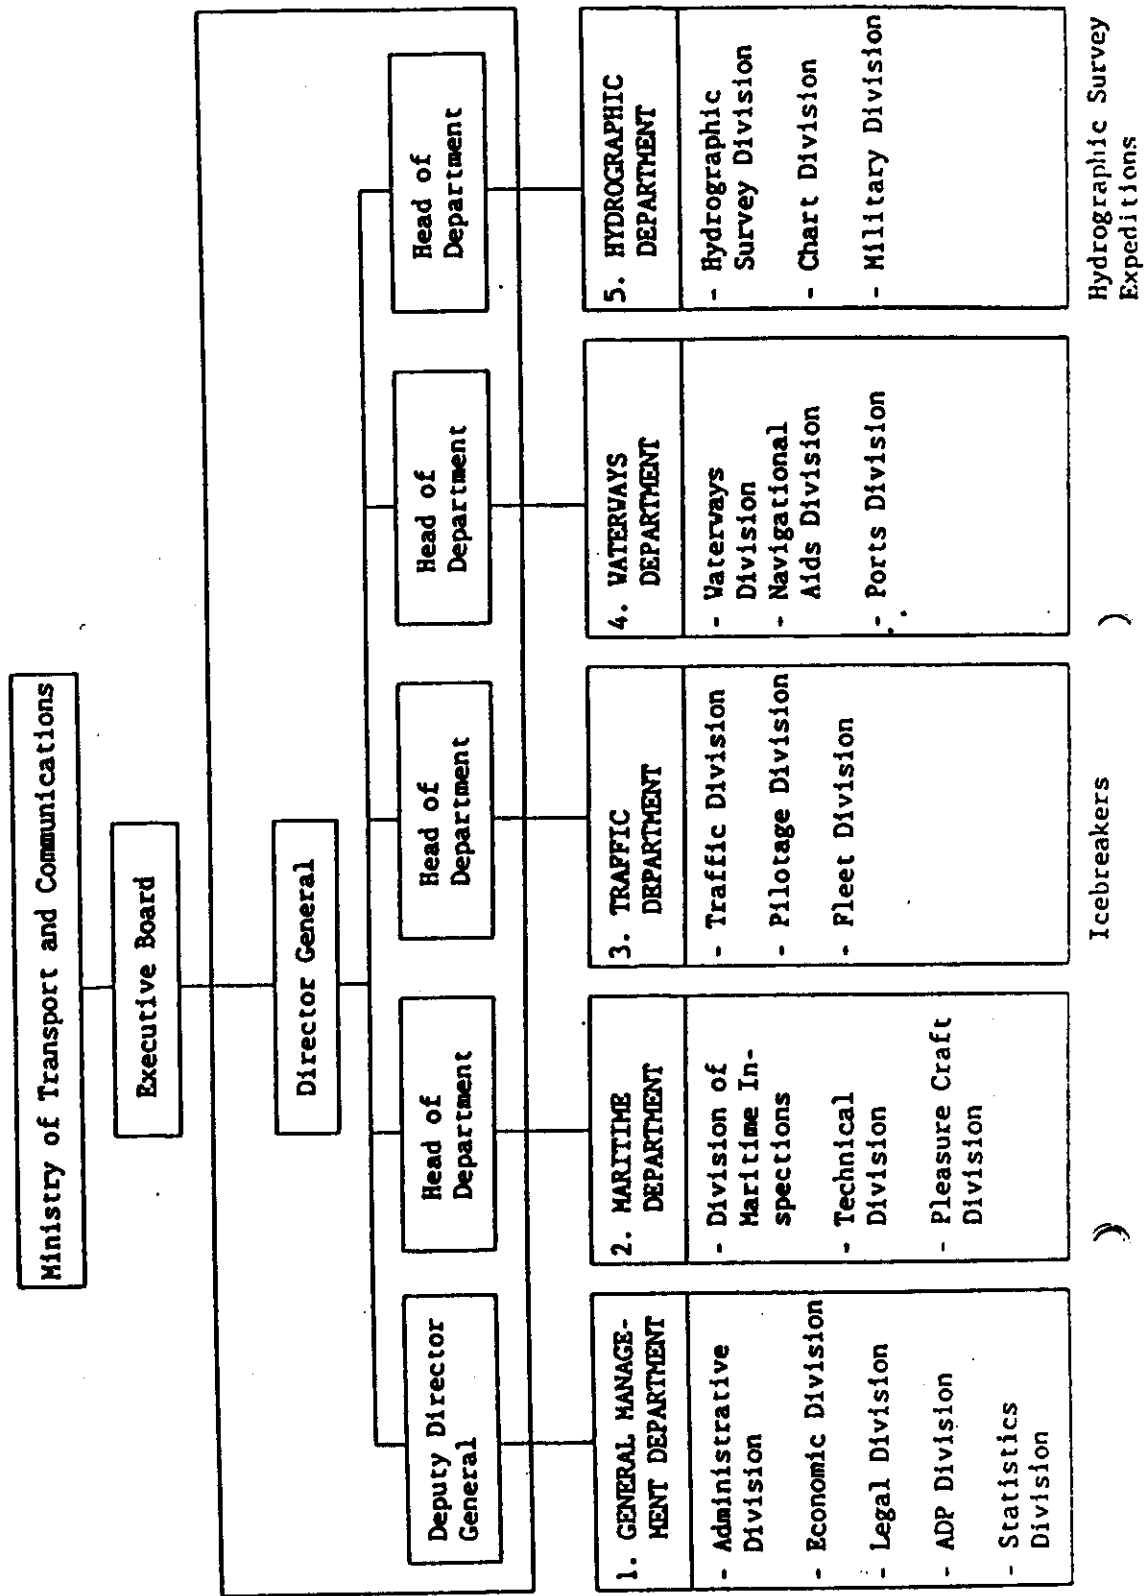 Ministry of Transport and Communications
Executive Board
Director General
Deputy Director
General
Head of
Department
Head of
Department
Head of
Department
Head of
Department
1. GENERAL MANAGE-
MENT DEPARTMENT
- Administrative
Division
- Economic Division
- Legal Division
- ADP Division
- Statistics
Division
2. MARITIME
DEPARTMENT
- Division of
Maritime In-
spections
- Technical
Division
- Pleasure Craft
Division
3. TRAFFIC
DEPARTMENT
- Traffic Division
- Pilotage Division
- Fleet Division
4. WATERWAYS
DEPARTMENT
- Waterways
Division
- Navigational
Aids Division
- Ports Division
5. HYDROGRAPHIC
DEPARTMENT
- Hydrographic
Survey Division
- Chart Division
- Military Division
)
Icebreakers
)
Hydrographic Survey
Expeditions